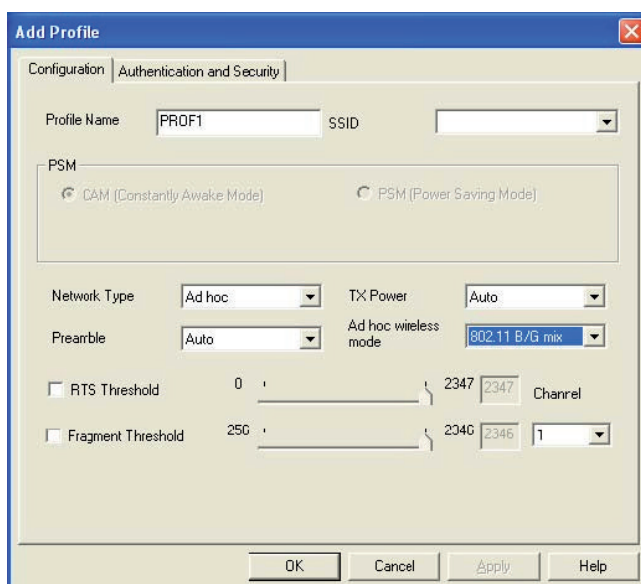 Add Profile
Configuration Authentication and Security
Profile Name PROF1 SSID
PSM
CAM (Constantly Awake Mode) PSM (Power Saving Mode)
Network Type Ad hoc TX Power Auto
Preamble Auto Ad hoc wireless mode 802.11 B/G mix
RTS Threshold 0 2347 2347 Channel
Fragment Threshold 256 2346 2346 1
OK Cancel Apply Help